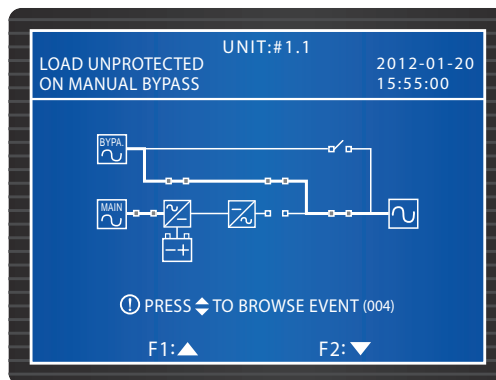 UNIT:#1.1
LOAD UNPROTECTED
ON MANUAL BYPASS
2012-01-20
15:55:00
BYPA.
MAIN
PRESS TO BROWSE EVENT (004)
F1:
F2: